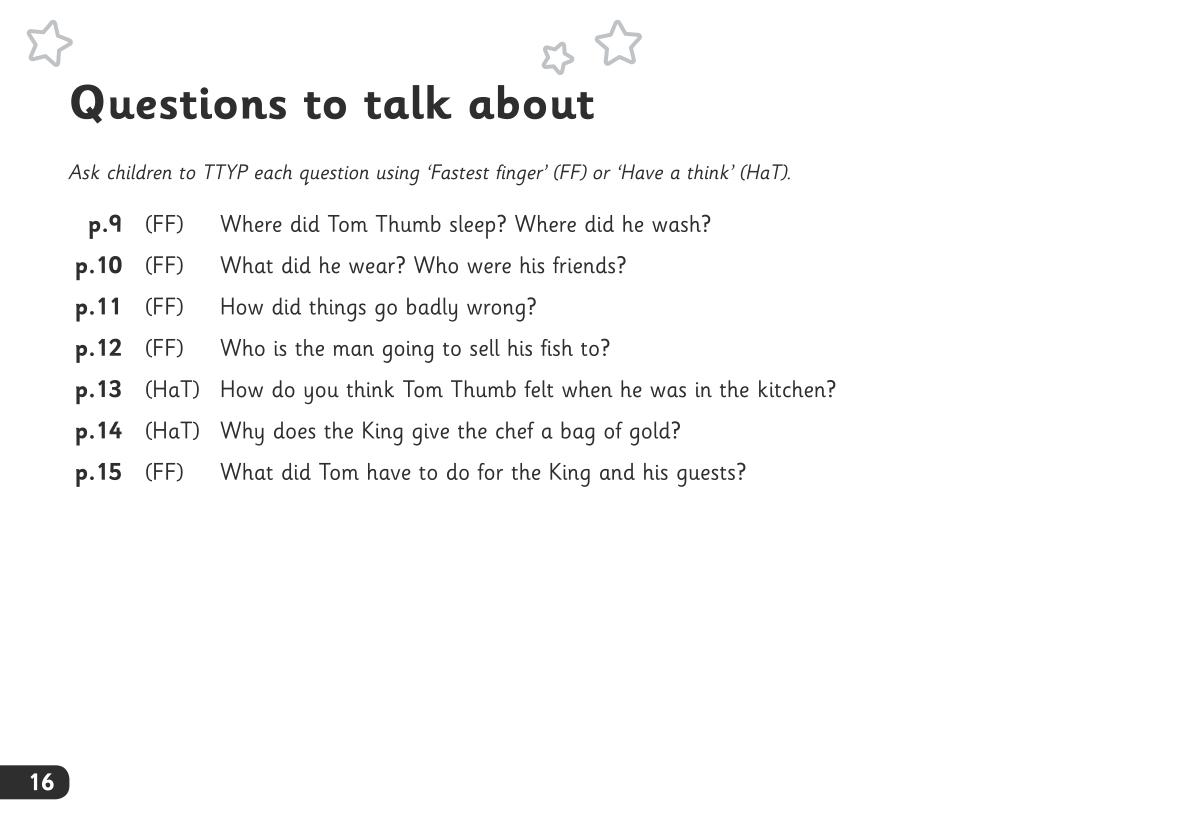 Questions to talk about
Ask children to TTYP each question using ‘Fastest finger’ (FF) or ‘Have a think’ (HaT).
p.9 (FF) Where did Tom Thumb sleep? Where did he wash?
p.10 (FF) What did he wear? Who were his friends?
p.11 (FF) How did things go badly wrong?
p.12 (FF) Who is the man going to sell his fish to?
p.13 (HaT) How do you think Tom Thumb felt when he was in the kitchen?
p.14 (HaT) Why does the King give the chef a bag of gold?
p.15 (FF) What did Tom have to do for the King and his guests?
16